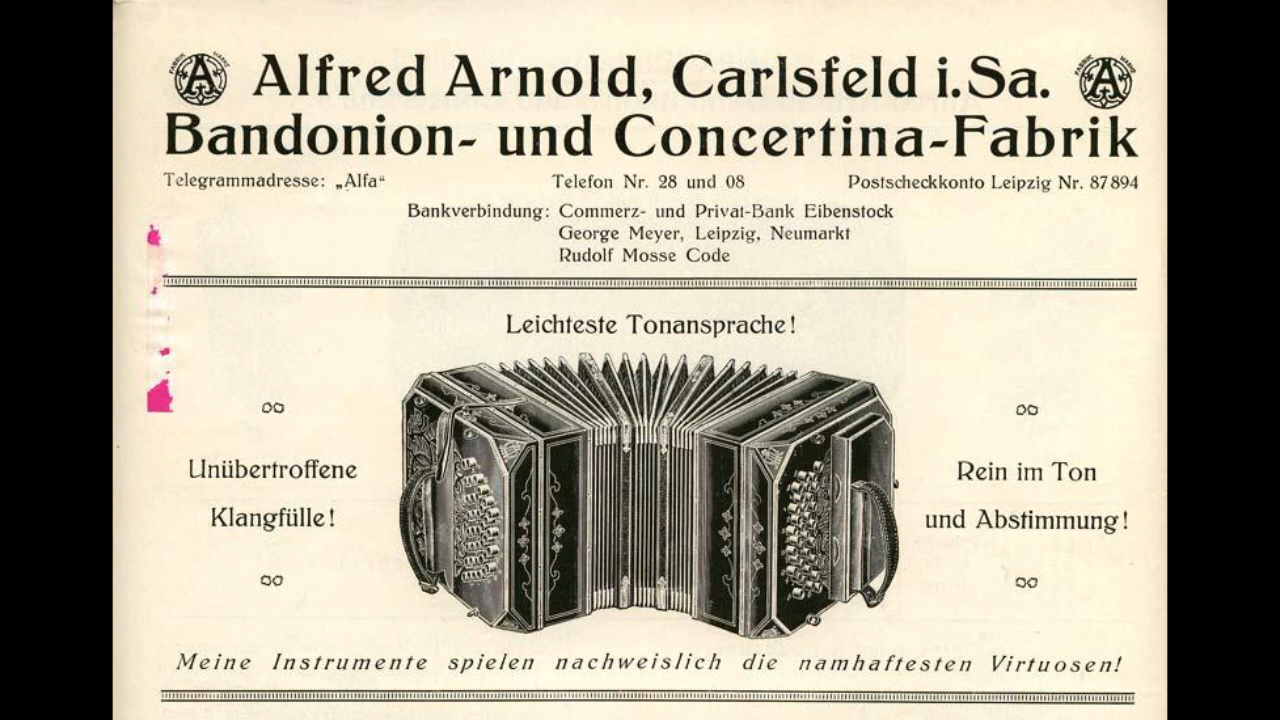 Alfred Arnold, Carlsfeld i. Sa.
Bandonion- und Concertina-Fabrik
Telegrammadresse: „Alfa“ Telefon Nr. 28 und 08 Postscheckkonto Leipzig Nr. 87894
Bankverbindung: Commerz- und Privat-Bank Eibenstock
George Meyer, Leipzig, Neumarkt
Rudolf Mosse Code
Leichteste Tonansprache!
Unübertroffene
Klangfülle!
Rein im Ton
und Abstimmung!
Meine Instrumente spielen nachweislich die namhaftesten Virtuosen!